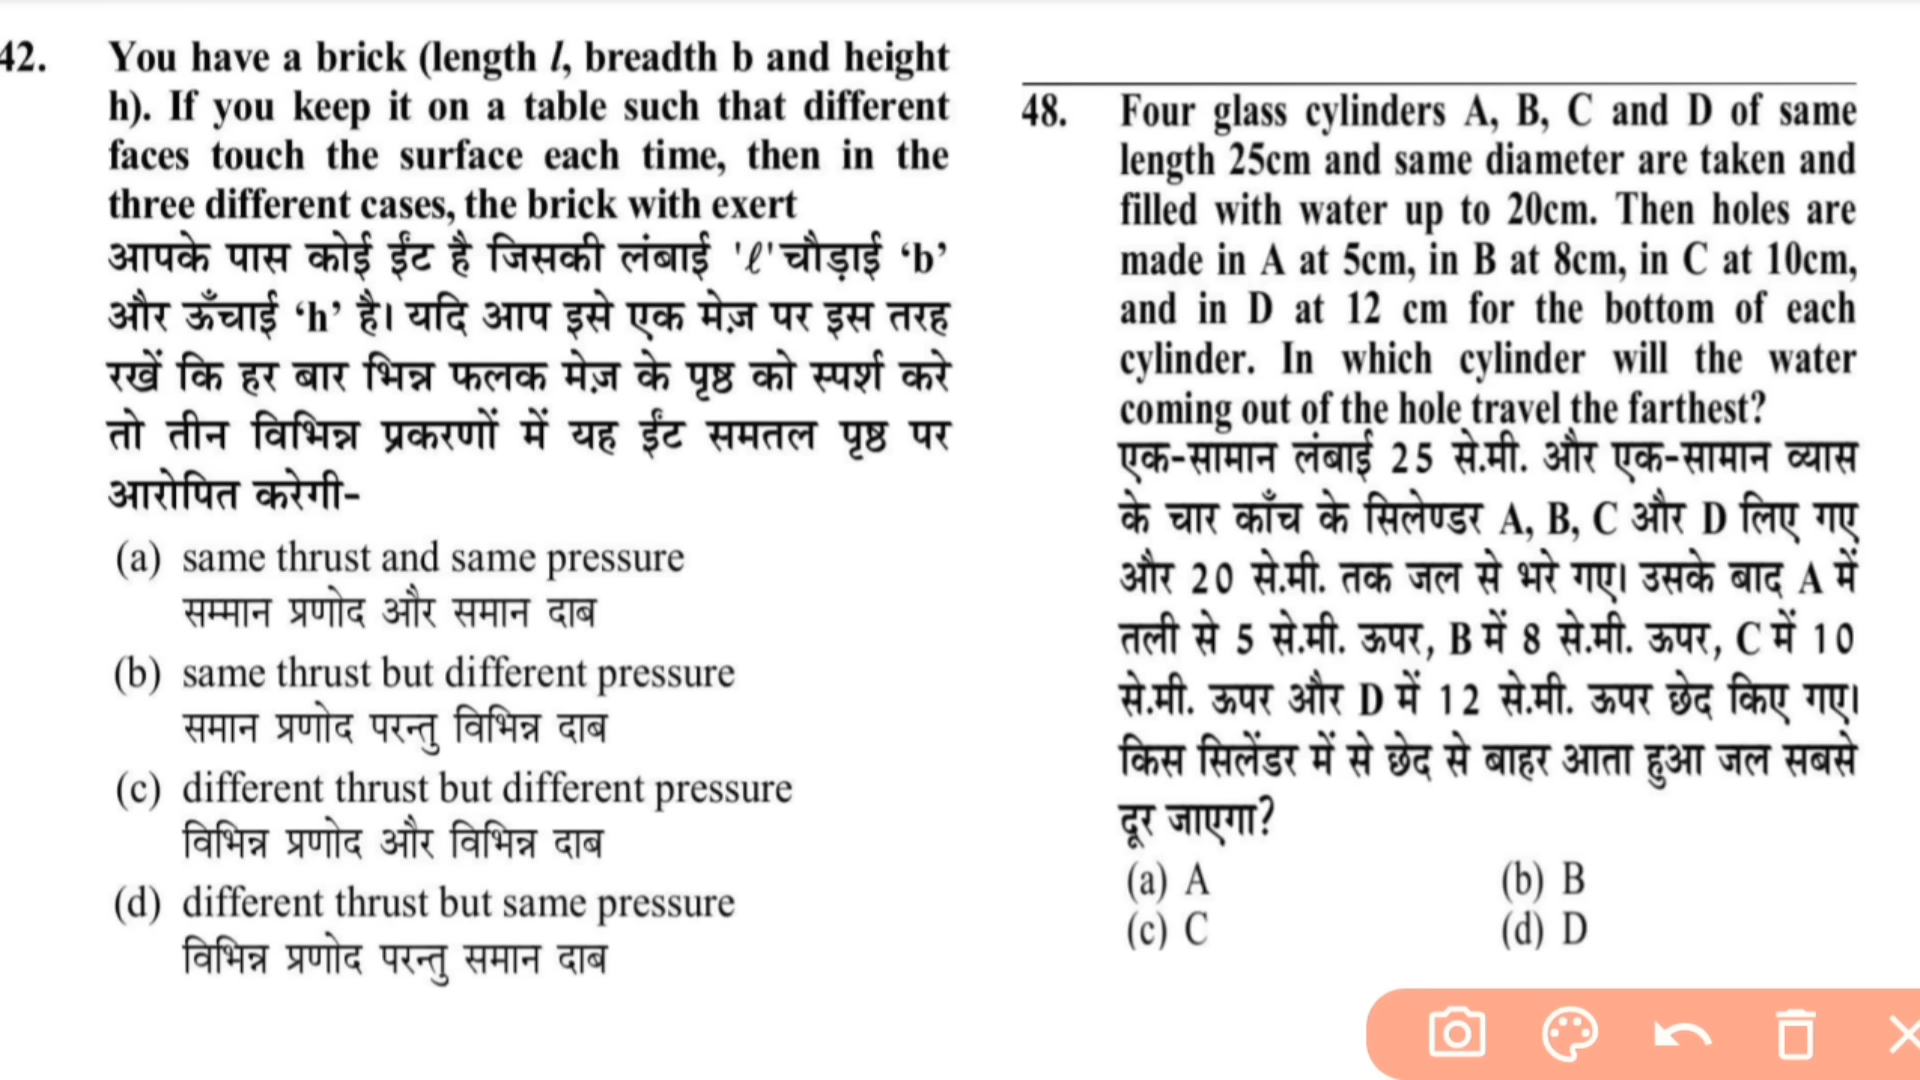 42. You have a brick (length l, breadth b and height
h). If you keep it on a table such that different
faces touch the surface each time, then in the
three different cases, the brick with exert
आपके पास कोई ईंट है जिसकी लंबाई 'ℓ' चौड़ाई ‘b’
और ऊँचाई ‘h’ है। यदि आप इसे एक मेज़ पर इस तरह
रखें कि हर बार भिन्न फलक मेज़ के पृष्ठ को स्पर्श करे
तो तीन विभिन्न प्रकरणों में यह ईंट समतल पृष्ठ पर
आरोपित करेगी-
(a) same thrust and same pressure
सम्मान प्रणोद और समान दाब
(b) same thrust but different pressure
समान प्रणोद परन्तु विभिन्न दाब
(c) different thrust but different pressure
विभिन्न प्रणोद और विभिन्न दाब
(d) different thrust but same pressure
विभिन्न प्रणोद परन्तु समान दाब
48. Four glass cylinders A, B, C and D of same
length 25cm and same diameter are taken and
filled with water up to 20cm. Then holes are
made in A at 5cm, in B at 8cm, in C at 10cm,
and in D at 12 cm for the bottom of each
cylinder. In which cylinder will the water
coming out of the hole travel the farthest?
एक-सामान लंबाई 25 से.मी. और एक-सामान व्यास
के चार काँच के सिलेण्डर A, B, C और D लिए गए
और 20 से.मी. तक जल से भरे गए। उसके बाद A में
तली से 5 से.मी. ऊपर, B में 8 से.मी. ऊपर, C में 10
से.मी. ऊपर और D में 12 से.मी. ऊपर छेद किए गए।
किस सिलेंडर में से छेद से बाहर आता हुआ जल सबसे
दूर जाएगा?
(a) A (b) B
(c) C (d) D